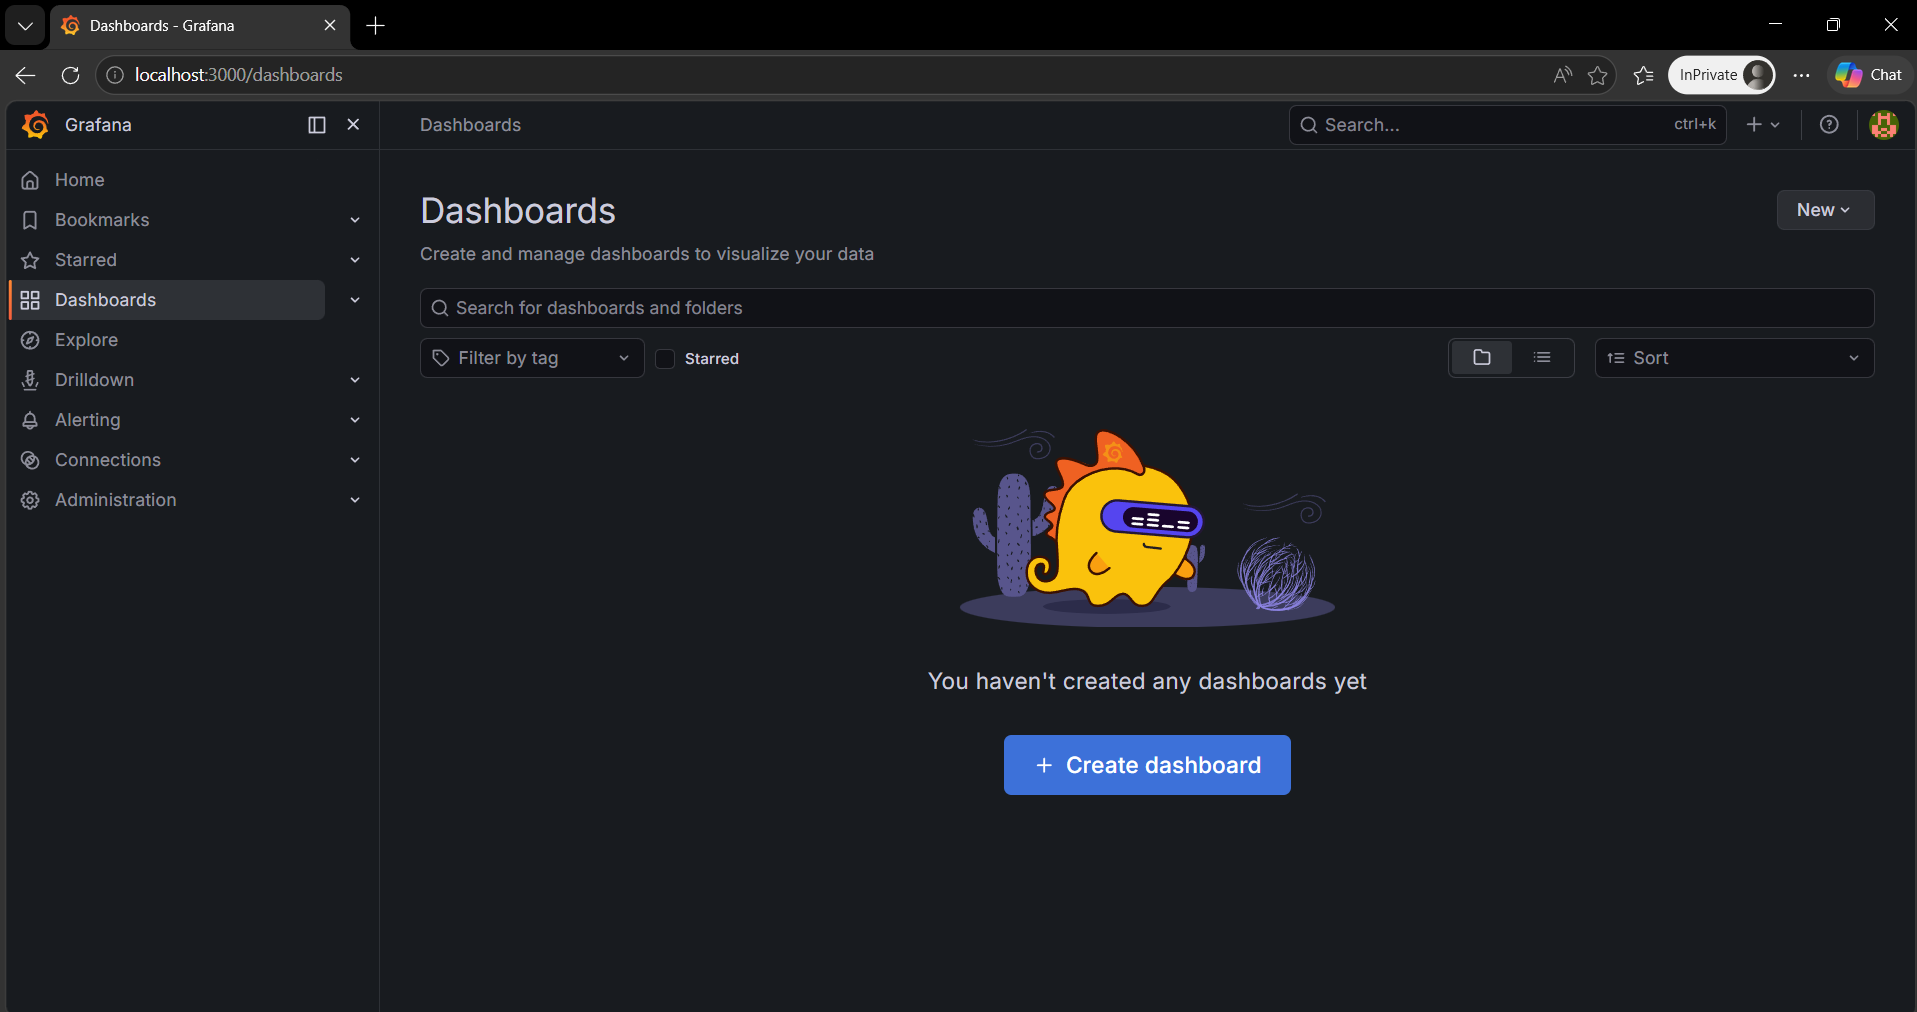 Dashboards - Grafana
localhost:3000/dashboards
InPrivate
Chat
Grafana
Dashboards
Search...
ctrl+k
Home
Bookmarks
Starred
Dashboards
Explore
Drilldown
Alerting
Connections
Administration
Dashboards
New
Create and manage dashboards to visualize your data
Search for dashboards and folders
Filter by tag
Starred
Sort
You haven't created any dashboards yet
+ Create dashboard